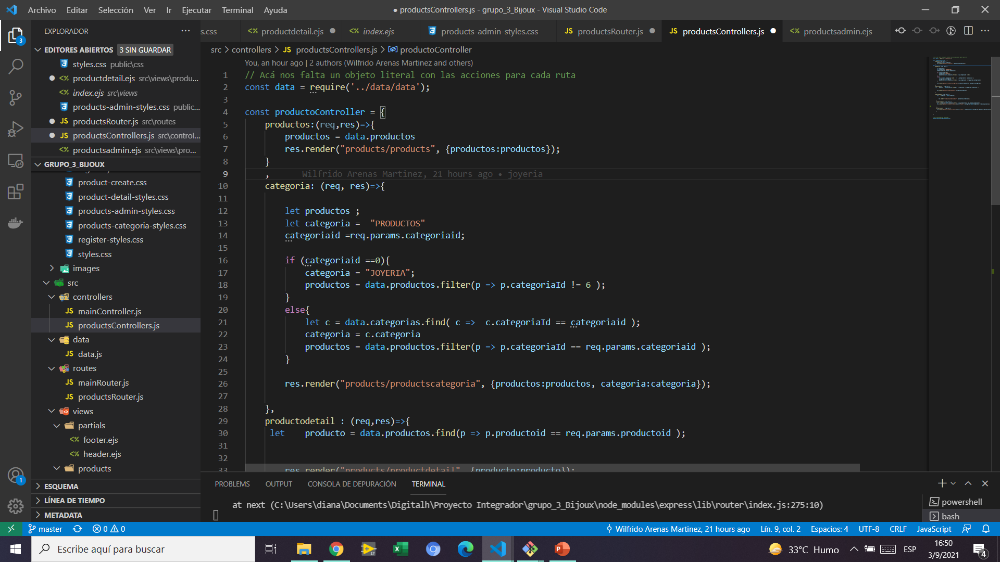 Archivo Editar Selección Ver Ir Ejecutar Terminal Ayuda
● productsControllers.js - grupo_3_Bijoux - Visual Studio Code
EXPLORADOR
s.css productdetail.ejs index.ejs products-admin-styles.css JS productsRouter.js JS productsControllers.js productsadmin.ejs
EDITORES ABIERTOS 3 SIN GUARDAR
styles.css public\css
productdetail.ejs src\views\produ...
index.ejs src\views
products-admin-styles.css public...
JS productsRouter.js src\routes
JS productsControllers.js src\control...
productsadmin.ejs src\views\pro...
GRUPO_3_BIJOUX
product-create.css
product-detail-styles.css
products-admin-styles.css
products-categoria-styles.css
register-styles.css
styles.css
images
src
controllers
JS mainController.js
JS productsControllers.js
data
JS data.js
routes
JS mainRouter.js
JS productsRouter.js
views
partials
footer.ejs
header.ejs
products
ESQUEMA
LÍNEA DE TIEMPO
METADATA
3
1
src > controllers > JS productsControllers.js > productoController
You, an hour ago | 2 authors (Wilfrido Arenas Martinez and others)
1 // Acá nos falta un objeto literal con las acciones para cada ruta
2 const data = require('../data/data');
3
4 const productoController = {
5 productos:(req,res)=>{
6 productos = data.productos
7 res.render("products/products", {productos:productos});
8 }
9 , Wilfrido Arenas Martinez, 21 hours ago • joyeria
10 categoria: (req, res)=>{
11
12 let productos ;
13 let categoria = "PRODUCTOS"
14 categoriaid =req.params.categoriaid;
15
16 if (categoriaid ==0){
17 categoria = "JOYERIA";
18 productos = data.productos.filter(p => p.categoriaId != 6 );
19 }
20 else{
21 let c = data.categorias.find( c => c.categoriaId == categoriaid );
22 categoria = c.categoria
23 productos = data.productos.filter(p => p.categoriaId == req.params.categoriaid );
24 }
25
26 res.render("products/productscategoria", {productos:productos, categoria:categoria});
27
28 },
29 productodetail : (req,res)=>{
30 let producto = data.productos.find(p => p.productoid == req.params.productoid );
31
32
33 res.render("products/productdetail", {producto:producto});
PROBLEMS OUTPUT CONSOLA DE DEPURACIÓN TERMINAL
at next (C:\Users\diana\Documents\Digitalh\Proyecto Integrador\grupo_3_Bijoux\node_modules\express\lib\router\index.js:275:10)
powershell
bash
master 0 0 Wilfrido Arenas Martinez, 21 hours ago Lín. 9, col. 2 Espacios: 4 UTF-8 CRLF JavaScript
Escribe aquí para buscar
33°C Humo ESP 16:50
3/9/2021
4